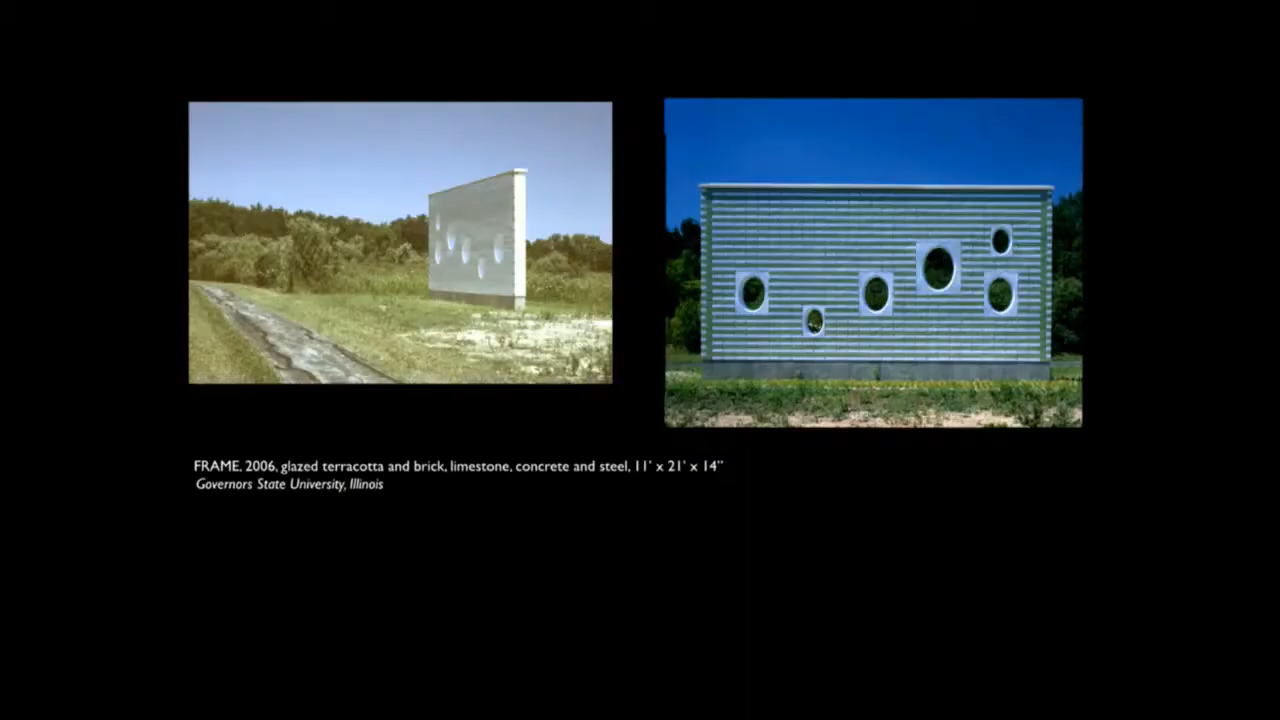 FRAME, 2006, glazed terracotta and brick, limestone, concrete and steel, 11' x 21' x 14"
Governors State University, Illinois